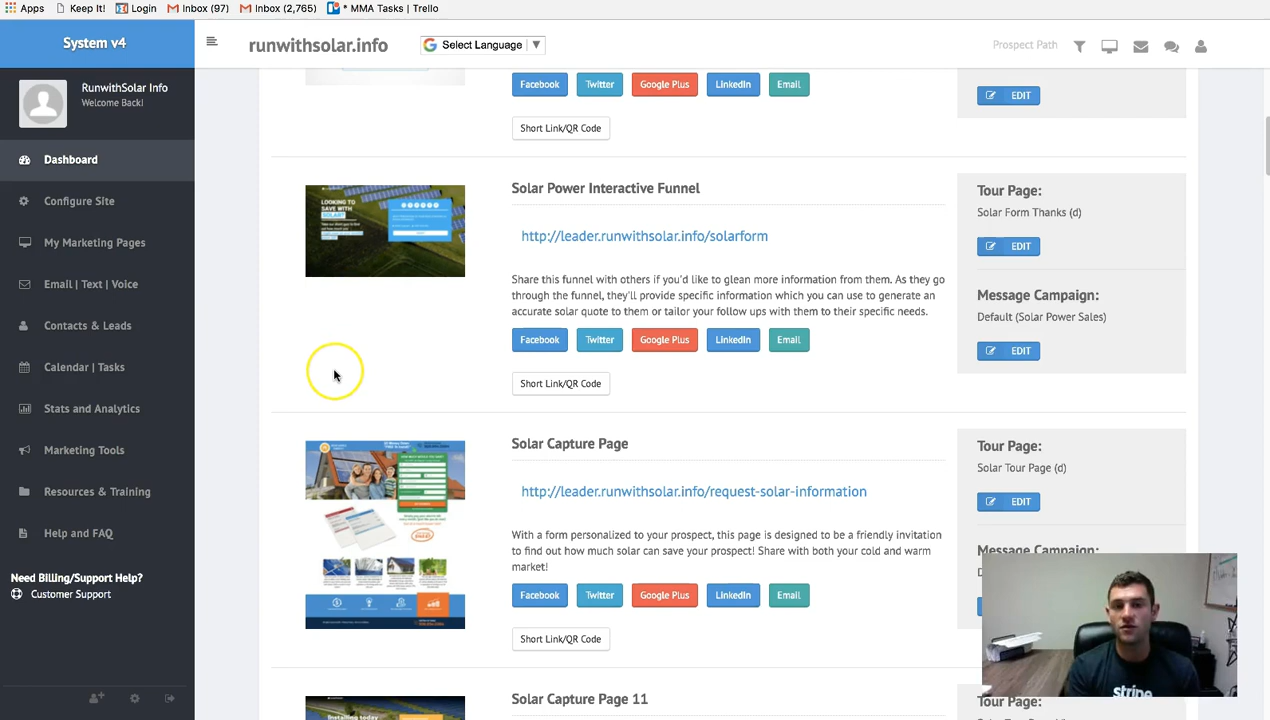 Apps Keep It! Login Inbox (97) Inbox (2,765) * MMA Tasks | Trello
System v4
runwithsolar.info
Select Language
Prospect Path
RunwithSolar Info
Welcome Back!
Dashboard
Configure Site
My Marketing Pages
Email | Text | Voice
Contacts & Leads
Calendar | Tasks
Stats and Analytics
Marketing Tools
Resources & Training
Help and FAQ
Need Billing/Support Help?
Customer Support
Facebook Twitter Google Plus LinkedIn Email
EDIT
Short Link/QR Code
LOOKING TO
SAVE WITH
SOLAR?
Solar Power Interactive Funnel
http://leader.runwithsolar.info/solarform
Share this funnel with others if you'd like to glean more information from them. As they go
through the funnel, they'll provide specific information which you can use to generate an
accurate solar quote to them or tailor your follow ups with them to their specific needs.
Facebook Twitter Google Plus LinkedIn Email
Short Link/QR Code
Tour Page:
Solar Form Thanks (d)
EDIT
Message Campaign:
Default (Solar Power Sales)
EDIT
Solar Capture Page
http://leader.runwithsolar.info/request-solar-information
With a form personalized to your prospect, this page is designed to be a friendly invitation
to find out how much solar can save your prospect! Share with both your cold and warm
market!
Facebook Twitter Google Plus LinkedIn Email
Short Link/QR Code
Tour Page:
Solar Tour Page (d)
EDIT
Message Campaign:
stripe
Installing today
Solar Capture Page 11
Tour Page: